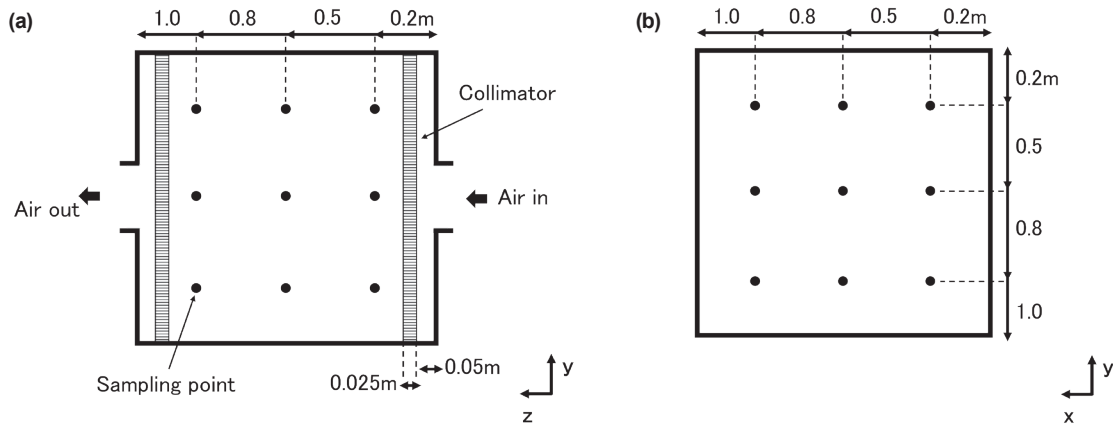 (a)
1.0 0.8 0.5 0.2m
Collimator
Air out
Air in
Sampling point
0.05m
0.025m
y
z
(b)
1.0 0.8 0.5 0.2m
0.2m
0.5
0.8
1.0
y
x